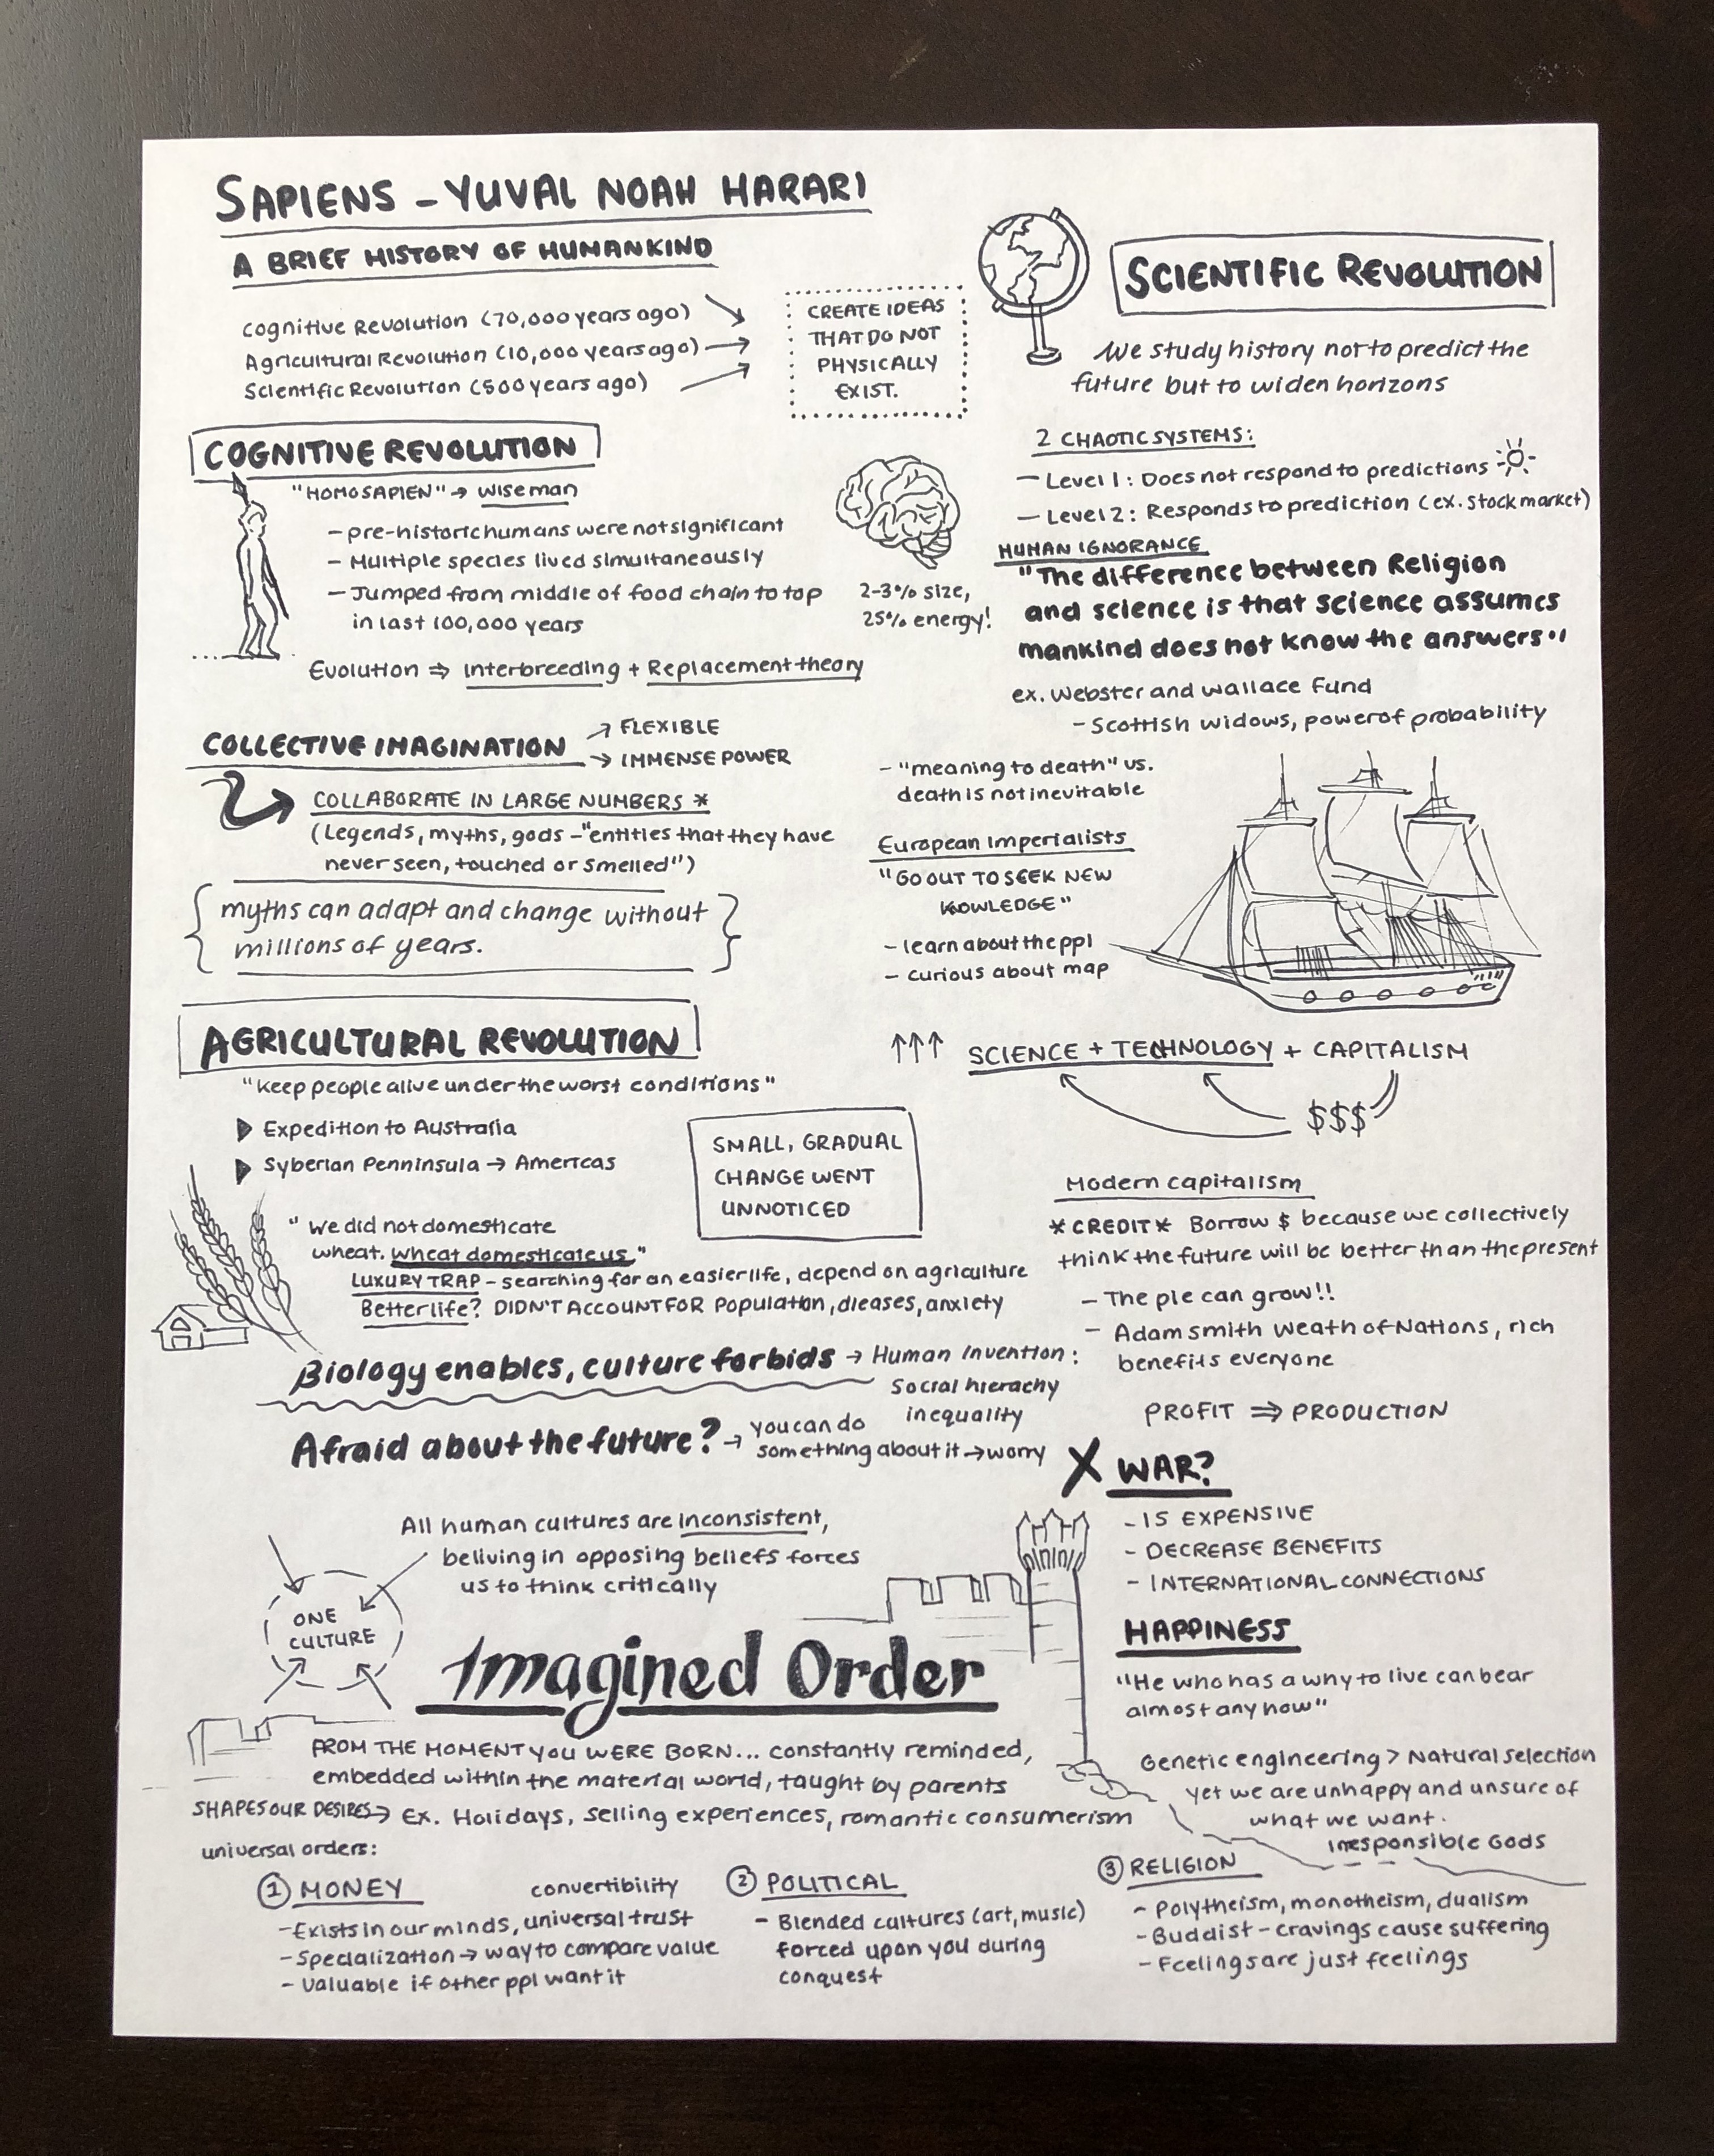 SAPIENS - YUVAL NOAH HARARI
A BRIEF HISTORY OF HUMANKIND
Cognitive Revolution (70,000 years ago)
Agricultural Revolution (10,000 years ago)
Scientific Revolution (500 years ago)
CREATE IDEAS
THAT DO NOT
PHYSICALLY
EXIST.
COGNITIVE REVOLUTION
"HOMOSAPIEN" → wise man
- pre-historic humans were not significant
- Multiple species lived simultaneously
- Jumped from middle of food chain to top
in last 100,000 years
2-3% size,
25% energy!
Evolution ⇒ Interbreeding + Replacement theory
COLLECTIVE IMAGINATION
→ FLEXIBLE
→ IMMENSE POWER
COLLABORATE IN LARGE NUMBERS *
(Legends, myths, gods - "entities that they have
never seen, touched or smelled")
{ myths can adapt and change without
millions of years. }
AGRICULTURAL REVOLUTION
"keep people alive under the worst conditions"
▶ Expedition to Australia
▶ Syberian Penninsula → Americas
SMALL, GRADUAL
CHANGE WENT
UNNOTICED
"We did not domesticate
wheat. Wheat domesticate us."
LUXURY TRAP - searching for an easier life, depend on agriculture
Better life? DIDN'T ACCOUNT FOR Population, dieases, anxiety
Biology enables, culture forbids → Human Invention:
Social hierachy
inequality
Afraid about the future? → you can do
something about it → worry
All human cultures are inconsistent,
beliving in opposing beliefs forces
us to think critically
ONE
CULTURE
Imagined Order
FROM THE MOMENT YOU WERE BORN... constantly reminded,
embedded within the material world, taught by parents
SHAPES OUR DESIRES → Ex. Holidays, selling experiences, romantic consumerism
universal orders:
① MONEY
convertibility
- Exists in our minds, universal trust
- Specialization → way to compare value
- Valuable if other ppl want it
② POLITICAL
- Blended cultures (art, music)
forced upon you during
conquest
③ RELIGION
- Polytheism, monotheism, dualism
- Buddist - cravings cause suffering
- Feelings are just feelings
SCIENTIFIC REVOLUTION
We study history not to predict the
future but to widen horizons
2 CHAOTIC SYSTEMS:
- Level 1: Does not respond to predictions
- Level 2: Responds to prediction (ex. stock market)
HUMAN IGNORANCE
"The difference between Religion
and science is that science assumes
mankind does not know the answers"
ex. Webster and Wallace Fund
- Scottish widows, power of probability
- "meaning to death" vs.
death is not inevitable
European Imperialists
"GO OUT TO SEEK NEW
KNOWLEDGE"
- learn about the ppl
- curious about map
↑↑↑ SCIENCE + TECHNOLOGY + CAPITALISM
$$$
Modern capitalism
*CREDIT* Borrow $ because we collectively
think the future will be better than the present
- The pie can grow!!
- Adam smith Weath of Nations, rich
benefits everyone
PROFIT ⇒ PRODUCTION
X WAR?
- IS EXPENSIVE
- DECREASE BENEFITS
- INTERNATIONAL CONNECTIONS
HAPPINESS
"He who has a why to live can bear
almost any how"
Genetic engineering > Natural selection
yet we are unhappy and unsure of
what we want.
irresponsible Gods